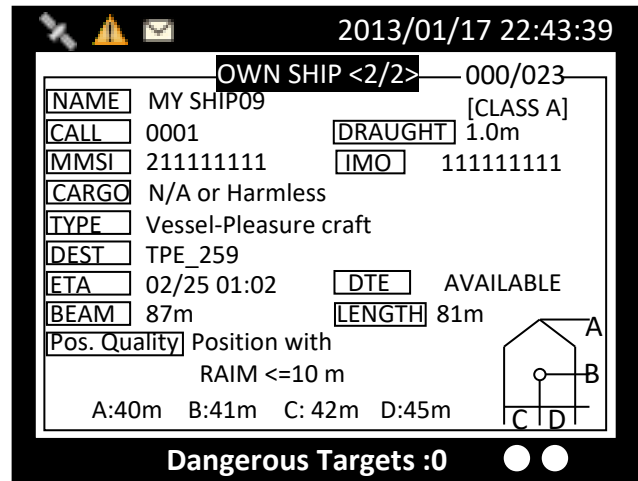 2013/01/17 22:43:39
OWN SHIP <2/2> 000/023
NAME MY SHIP09 [CLASS A]
CALL 0001 DRAUGHT 1.0m
MMSI 211111111 IMO 111111111
CARGO N/A or Harmless
TYPE Vessel-Pleasure craft
DEST TPE_259
ETA 02/25 01:02 DTE AVAILABLE
BEAM 87m LENGTH 81m
Pos. Quality Position with
RAIM <=10 m
A:40m B:41m C: 42m D:45m
A
B
C D
Dangerous Targets :0